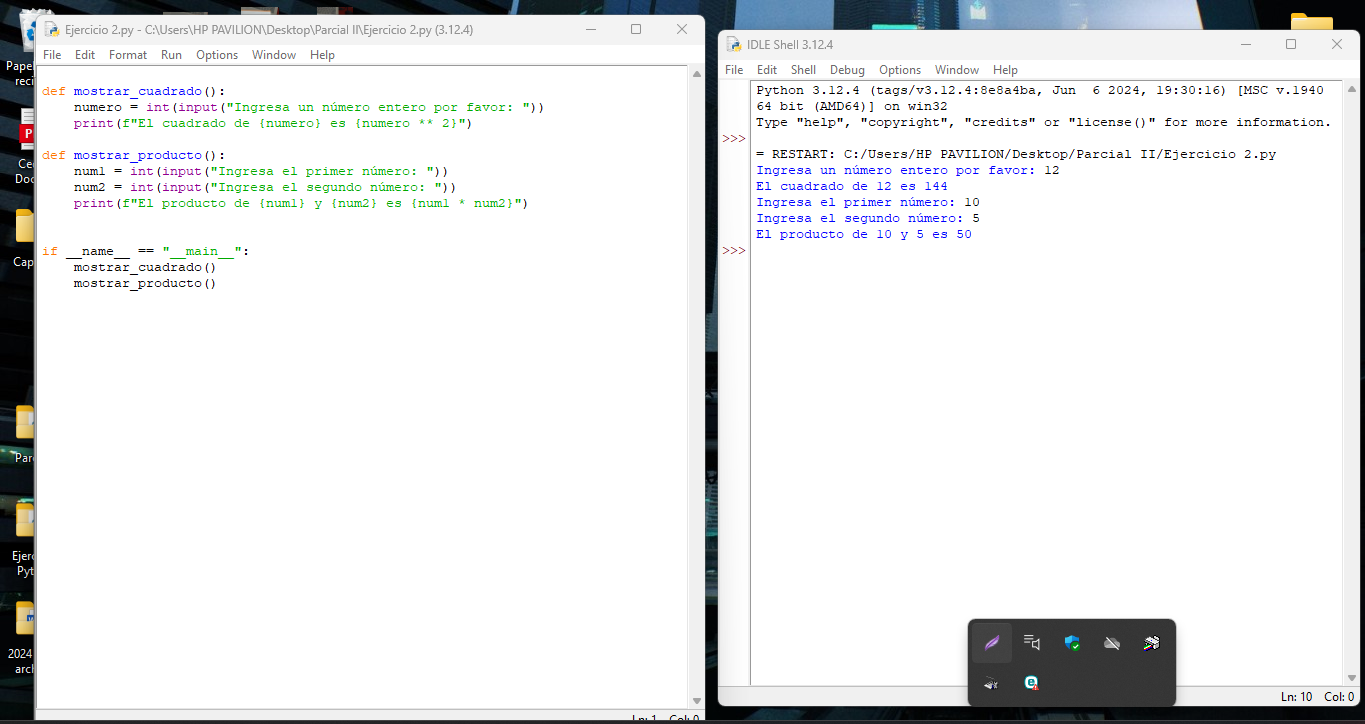 Ejercicio 2.py - C:\Users\HP PAVILION\Desktop\Parcial II\Ejercicio 2.py (3.12.4)
File Edit Format Run Options Window Help
def mostrar_cuadrado():
    numero = int(input("Ingresa un número entero por favor: "))
    print(f"El cuadrado de {numero} es {numero ** 2}")
def mostrar_producto():
    num1 = int(input("Ingresa el primer número: "))
    num2 = int(input("Ingresa el segundo número: "))
    print(f"El producto de {num1} y {num2} es {num1 * num2}")
if __name__ == "__main__":
    mostrar_cuadrado()
    mostrar_producto()
Ln: 1 Col: 0
IDLE Shell 3.12.4
File Edit Shell Debug Options Window Help
Python 3.12.4 (tags/v3.12.4:8e8a4ba, Jun  6 2024, 19:30:16) [MSC v.1940
64 bit (AMD64)] on win32
Type "help", "copyright", "credits" or "license()" for more information.
>>>
= RESTART: C:/Users/HP PAVILION/Desktop/Parcial II/Ejercicio 2.py
Ingresa un número entero por favor: 12
El cuadrado de 12 es 144
Ingresa el primer número: 10
Ingresa el segundo número: 5
El producto de 10 y 5 es 50
>>>
Ln: 10 Col: 0
Pape
reci
Doc
Cap
Par
Ejer
Pyt
2024
arch